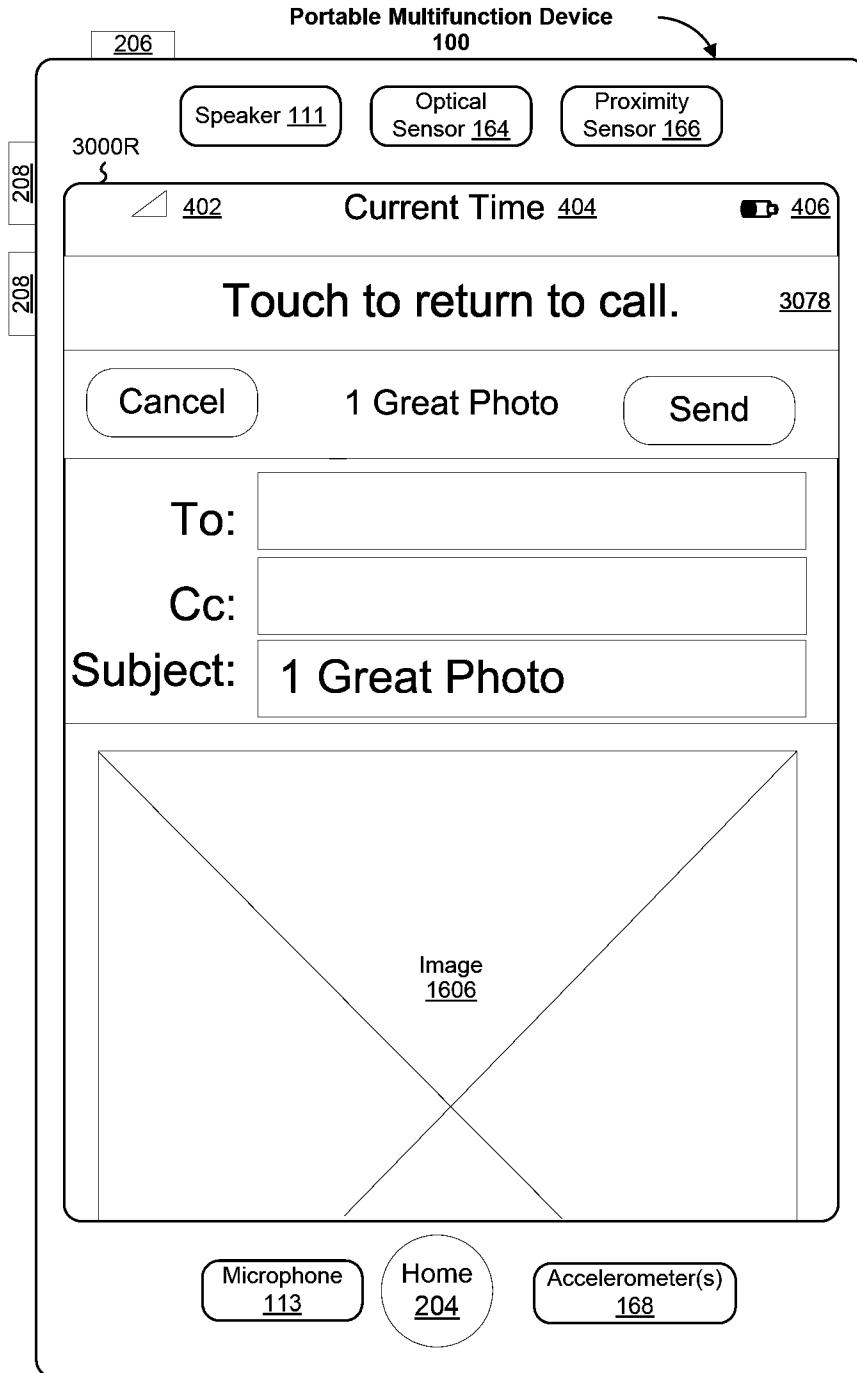 Portable Multifunction Device
100
206
Speaker 111
Optical
Sensor 164
Proximity
Sensor 166
3000R
208
402
Current Time 404
406
208
Touch to return to call.
3078
Cancel
1 Great Photo
Send
To:
Cc:
Subject:
1 Great Photo
Image
1606
Microphone
113
Home
204
Accelerometer(s)
168